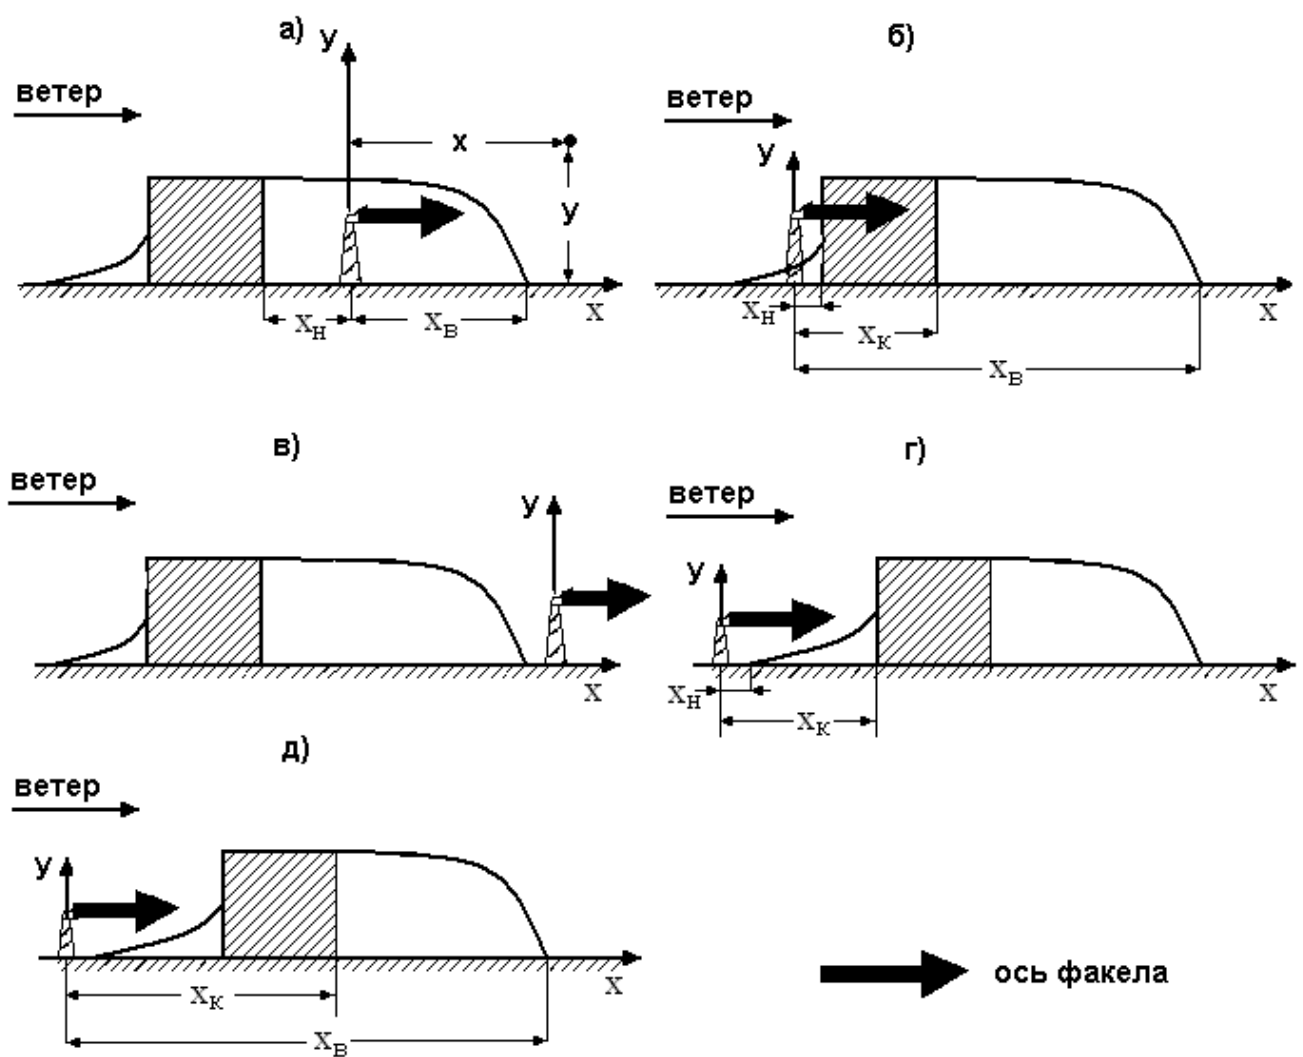 а)
у
ветер
х
у
х
хн
хв
б)
ветер
у
х
хн
хк
хв
в)
ветер
у
х
г)
ветер
у
х
хн
хк
д)
ветер
у
х
хк
хв
ось факела